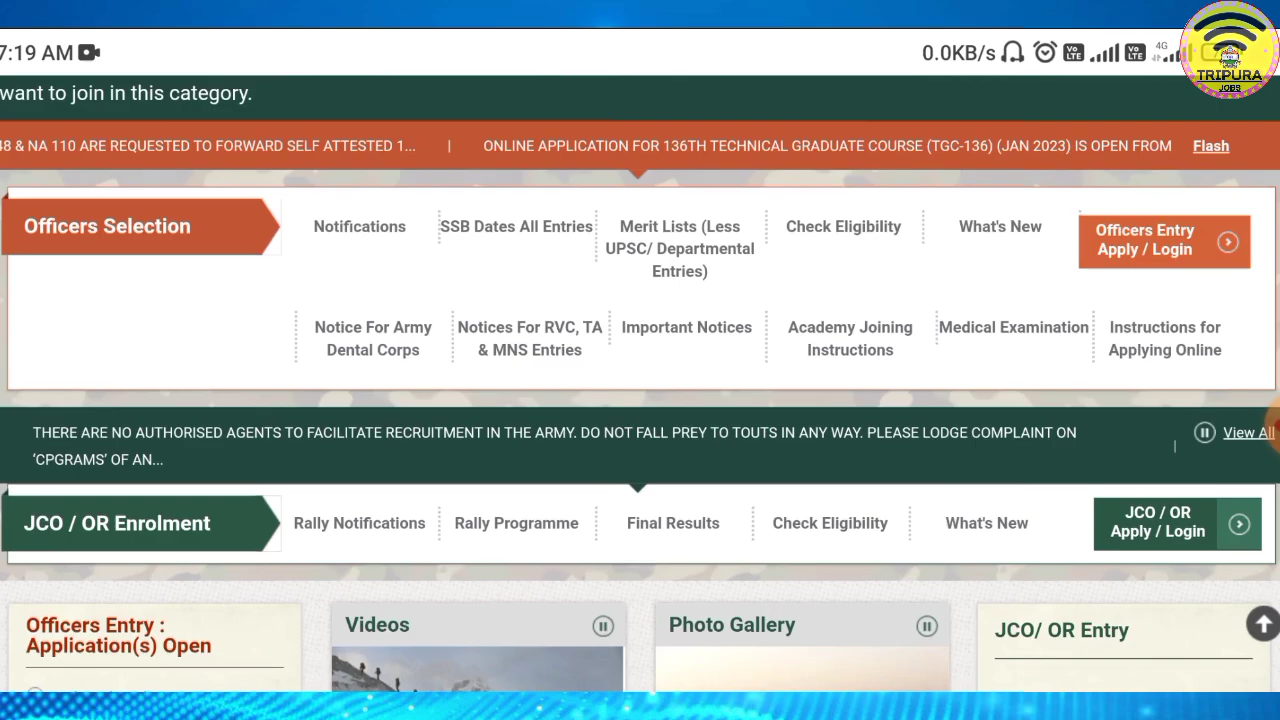 7:19 AM
0.0KB/s
Vo LTE
Vo LTE
4G
TRIPURA
JOBS
want to join in this category.
48 & NA 110 ARE REQUESTED TO FORWARD SELF ATTESTED 1... | ONLINE APPLICATION FOR 136TH TECHNICAL GRADUATE COURSE (TGC-136) (JAN 2023) IS OPEN FROM Flash
Officers Selection
Notifications
SSB Dates All Entries
Merit Lists (Less
UPSC/ Departmental
Entries)
Check Eligibility
What's New
Officers Entry
Apply / Login
Notice For Army
Dental Corps
Notices For RVC, TA
& MNS Entries
Important Notices
Academy Joining
Instructions
Medical Examination
Instructions for
Applying Online
THERE ARE NO AUTHORISED AGENTS TO FACILITATE RECRUITMENT IN THE ARMY. DO NOT FALL PREY TO TOUTS IN ANY WAY. PLEASE LODGE COMPLAINT ON
‘CPGRAMS’ OF AN...
| View All
JCO / OR Enrolment
Rally Notifications
Rally Programme
Final Results
Check Eligibility
What's New
JCO / OR
Apply / Login
Officers Entry :
Application(s) Open
Videos
Photo Gallery
JCO/ OR Entry